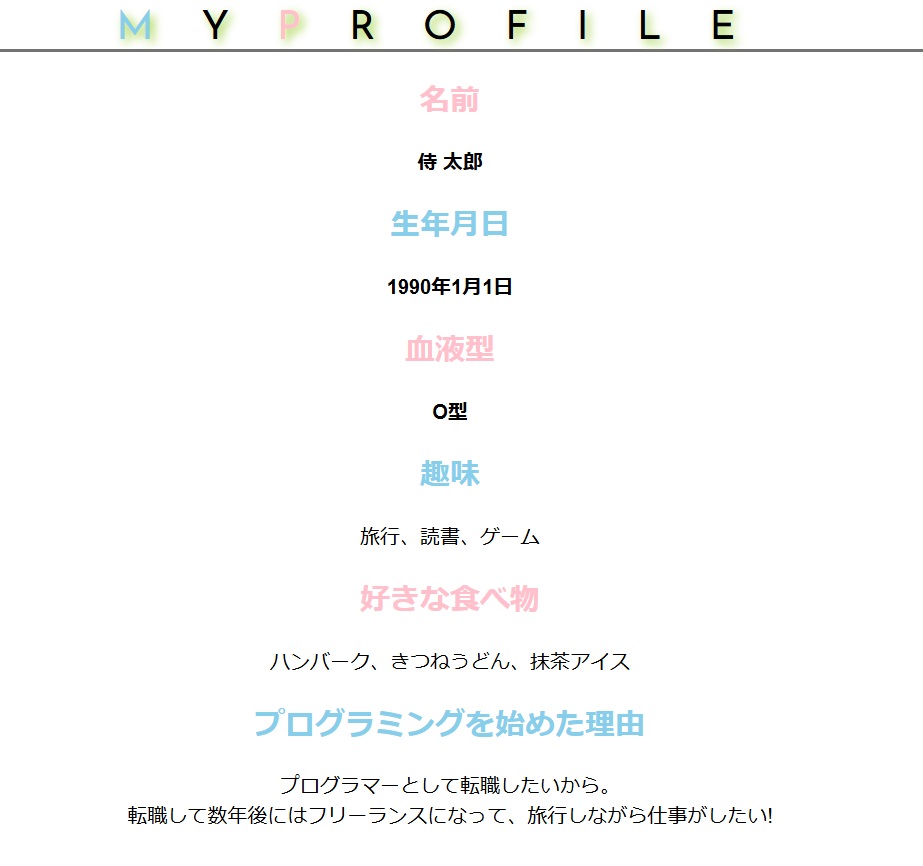 MY PROFILE
名前
侍 太郎
生年月日
1990年1月1日
血液型
O型
趣味
旅行、読書、ゲーム
好きな食べ物
ハンバーク、きつねうどん、抹茶アイス
プログラミングを始めた理由
プログラマーとして転職したいから。
転職して数年後にはフリーランスになって、旅行しながら仕事がしたい!